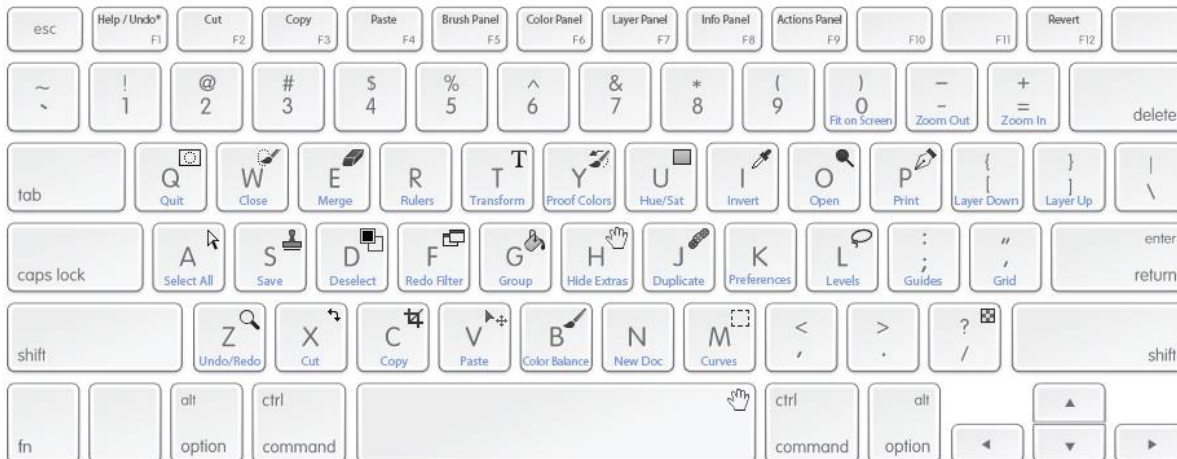 esc
Help / Undo* F1
Cut F2
Copy F3
Paste F4
Brush Panel F5
Color Panel F6
Layer Panel F7
Info Panel F8
Actions Panel F9
F10
F11
Revert F12
~ `
! 1
@ 2
# 3
$ 4
% 5
^ 6
& 7
* 8
( 9
) 0 Fit on Screen
– - Zoom Out
+ = Zoom In
delete
tab
Q Quit
W Close
E Merge
R Rulers
T T Transform
Y Proof Colors
U Hue/Sat
I Invert
O Open
P Print
{ [ Layer Down
} ] Layer Up
| \
caps lock
A Select All
S Save
D Deselect
F Redo Filter
G Group
H Hide Extras
J Duplicate
K Preferences
L Levels
: ; Guides
" ' Grid
enter return
shift
Z Undo/Redo
X Cut
C Copy
V Paste
B Color Balance
N New Doc
M Curves
< ,
> .
? /
shift
fn
alt option
ctrl command
ctrl command
alt option